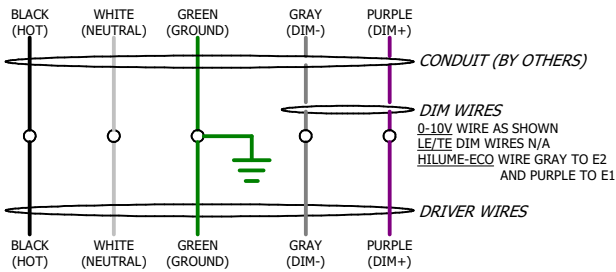 BLACK WHITE GREEN GRAY PURPLE
(HOT) (NEUTRAL) (GROUND) (DIM-) (DIM+)
CONDUIT (BY OTHERS)
DIM WIRES
0-10V WIRE AS SHOWN
LE/TE DIM WIRES N/A
HILUME-ECO WIRE GRAY TO E2
AND PURPLE TO E1
DRIVER WIRES
BLACK WHITE GREEN GRAY PURPLE
(HOT) (NEUTRAL) (GROUND) (DIM-) (DIM+)